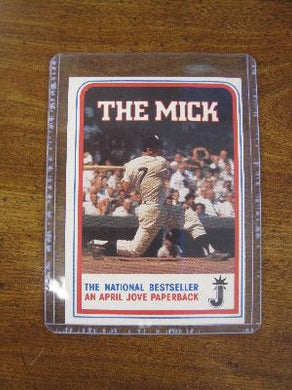 THE MICK
7
THE NATIONAL BESTSELLER
AN APRIL JOVE PAPERBACK
J